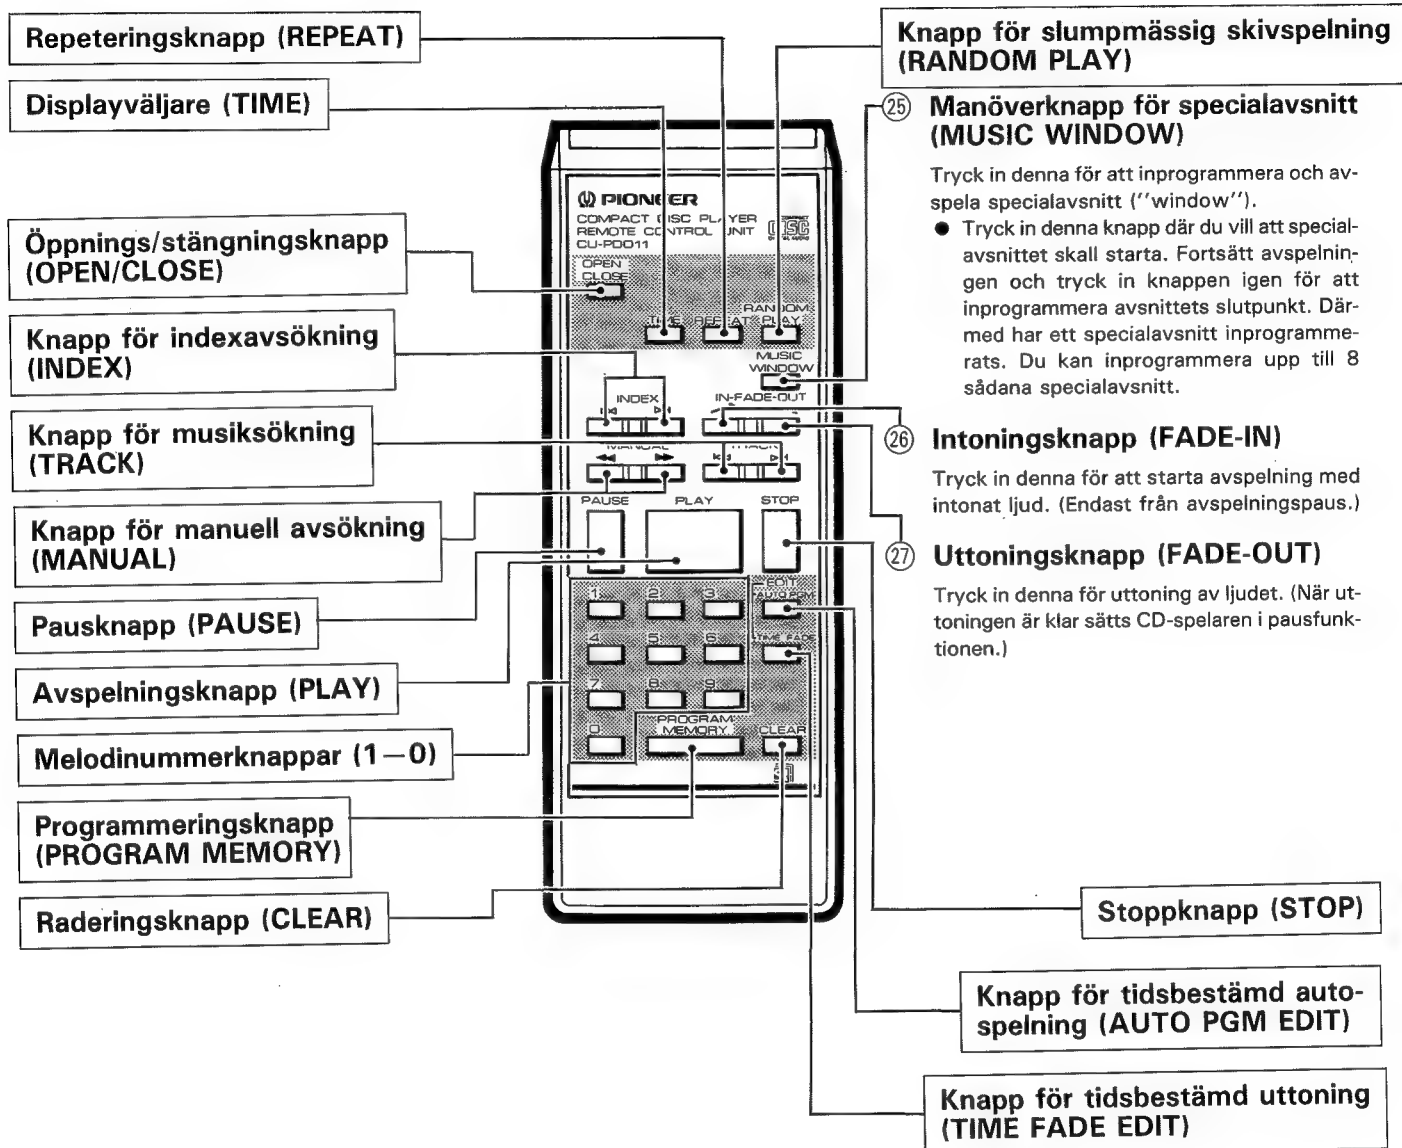 Repeteringsknapp (REPEAT)
Displayväljare (TIME)
Öppnings/stängningsknapp
(OPEN/CLOSE)
Knapp för indexavsökning
(INDEX)
Knapp för musiksökning
(TRACK)
Knapp för manuell avsökning
(MANUAL)
Pausknapp (PAUSE)
Avspelningsknapp (PLAY)
Melodinummerknappar (1—0)
Programmeringsknapp
(PROGRAM MEMORY)
Raderingsknapp (CLEAR)
PIONEER
COMPACT DISC PLAYER
REMOTE CONTROL UNIT
CU-PD011
OPEN
CLOSE
TIME REPEAT RANDOM
PLAY
MUSIC
WINDOW
INDEX IN-FADE-OUT
MANUAL TRACK
PAUSE PLAY STOP
EDIT
1 2 3 AUTO PGM
4 5 6 TIME FADE
7 8 9
0 PROGRAM
MEMORY CLEAR
Knapp för slumpmässig skivspelning
(RANDOM PLAY)
㉕ Manöverknapp för specialavsnitt
(MUSIC WINDOW)
Tryck in denna för att inprogrammera och av-
spela specialavsnitt (''window'').
● Tryck in denna knapp där du vill att special-
avsnittet skall starta. Fortsätt avspelnin-
gen och tryck in knappen igen för att
inprogrammera avsnittets slutpunkt. Där-
med har ett specialavsnitt inprogramme-
rats. Du kan inprogrammera upp till 8
sådana specialavsnitt.
㉖ Intoningsknapp (FADE-IN)
Tryck in denna för att starta avspelning med
intonat ljud. (Endast från avspelningspaus.)
㉗ Uttoningsknapp (FADE-OUT)
Tryck in denna för uttoning av ljudet. (När ut-
toningen är klar sätts CD-spelaren i pausfunk-
tionen.)
Stoppknapp (STOP)
Knapp för tidsbestämd auto-
spelning (AUTO PGM EDIT)
Knapp för tidsbestämd uttoning
(TIME FADE EDIT)